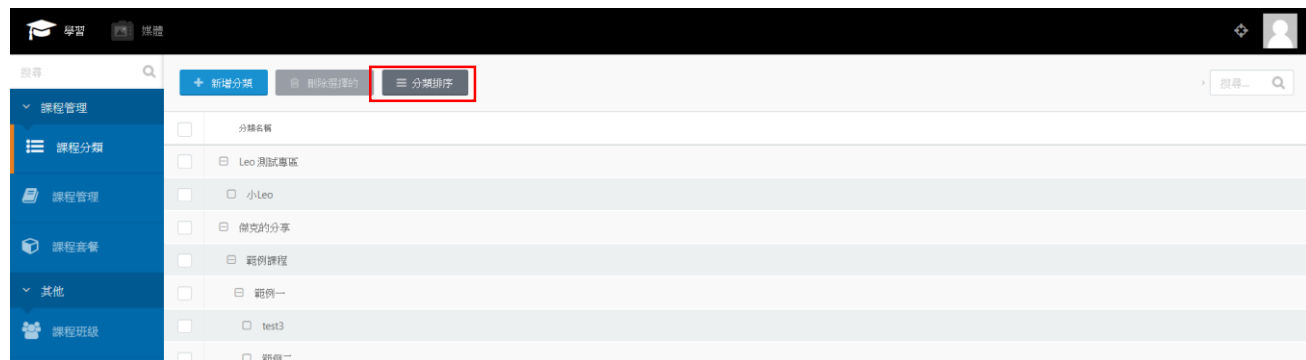 學習 媒體
搜尋
新增分類 刪除選擇的 分類排序 搜尋...
課程管理
分類名稱
課程分類
Leo 測試專區
課程管理
小Leo
傑克的分享
課程套餐
範例課程
其他
範例一
課程班級
test3
範例二